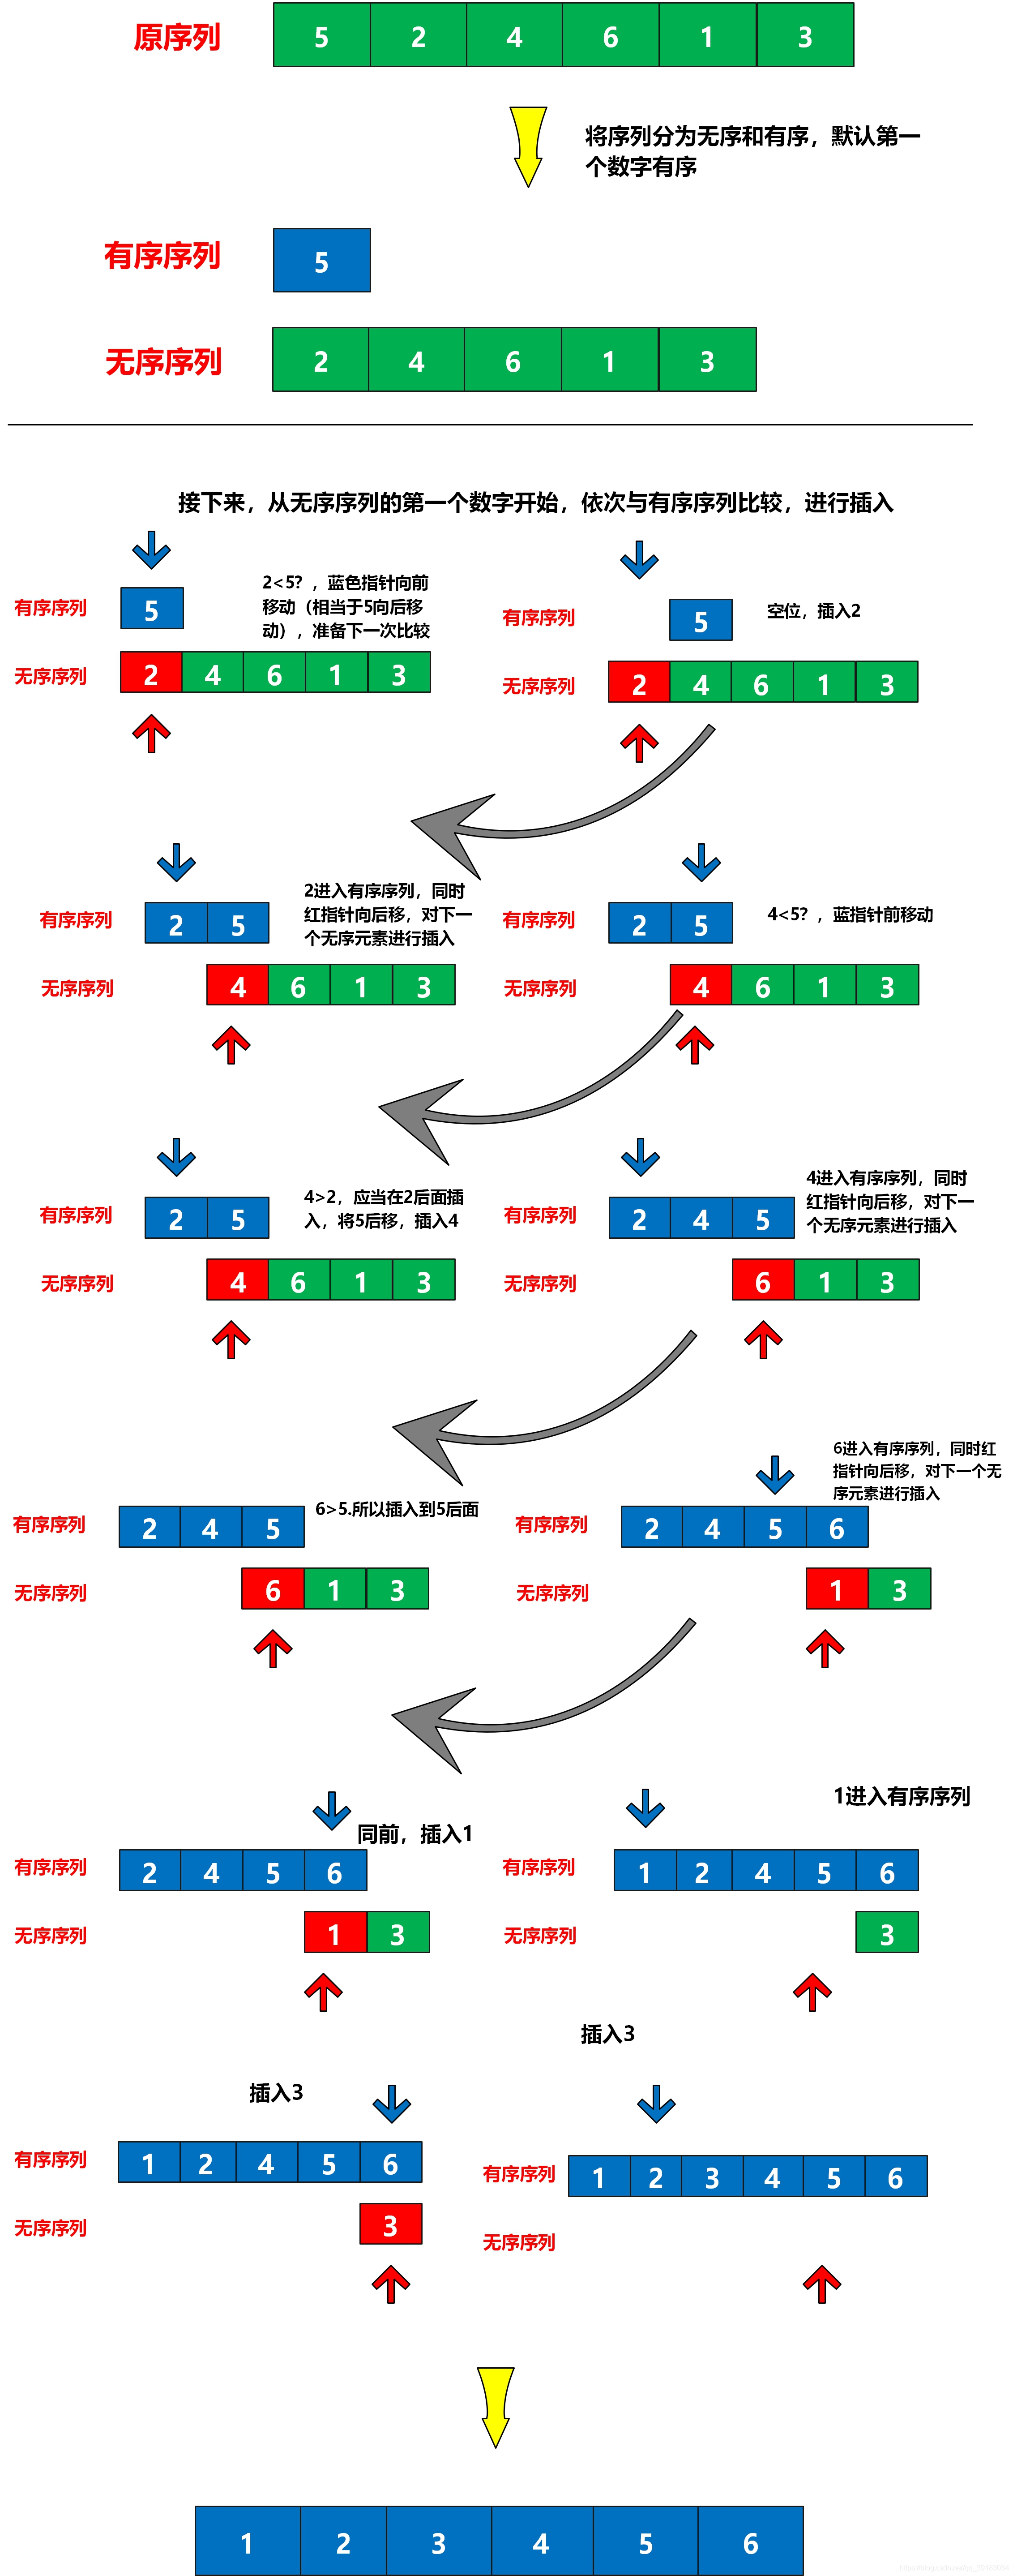 原序列
5 2 4 6 1 3
将序列分为无序和有序，默认第一
个数字有序
有序序列
5
无序序列
2 4 6 1 3
接下来，从无序序列的第一个数字开始，依次与有序序列比较，进行插入
2<5？，蓝色指针向前
移动（相当于5向后移
动），准备下一次比较
有序序列
5
无序序列
2 4 6 1 3
空位，插入2
有序序列
5
无序序列
2 4 6 1 3
2进入有序序列，同时
红指针向后移，对下一
个无序元素进行插入
有序序列
2 5
无序序列
4 6 1 3
4<5？，蓝指针前移动
有序序列
2 5
无序序列
4 6 1 3
4>2，应当在2后面插
入，将5后移，插入4
有序序列
2 5
无序序列
4 6 1 3
4进入有序序列，同时
红指针向后移，对下一
个无序元素进行插入
有序序列
2 4 5
无序序列
6 1 3
6>5.所以插入到5后面
有序序列
2 4 5
无序序列
6 1 3
6进入有序序列，同时红
指针向后移，对下一个无
序元素进行插入
有序序列
2 4 5 6
无序序列
1 3
同前，插入1
有序序列
2 4 5 6
无序序列
1 3
1进入有序序列
有序序列
1 2 4 5 6
无序序列
3
插入3
有序序列
1 2 4 5 6
无序序列
3
插入3
有序序列
1 2 3 4 5 6
无序序列
1 2 3 4 5 6